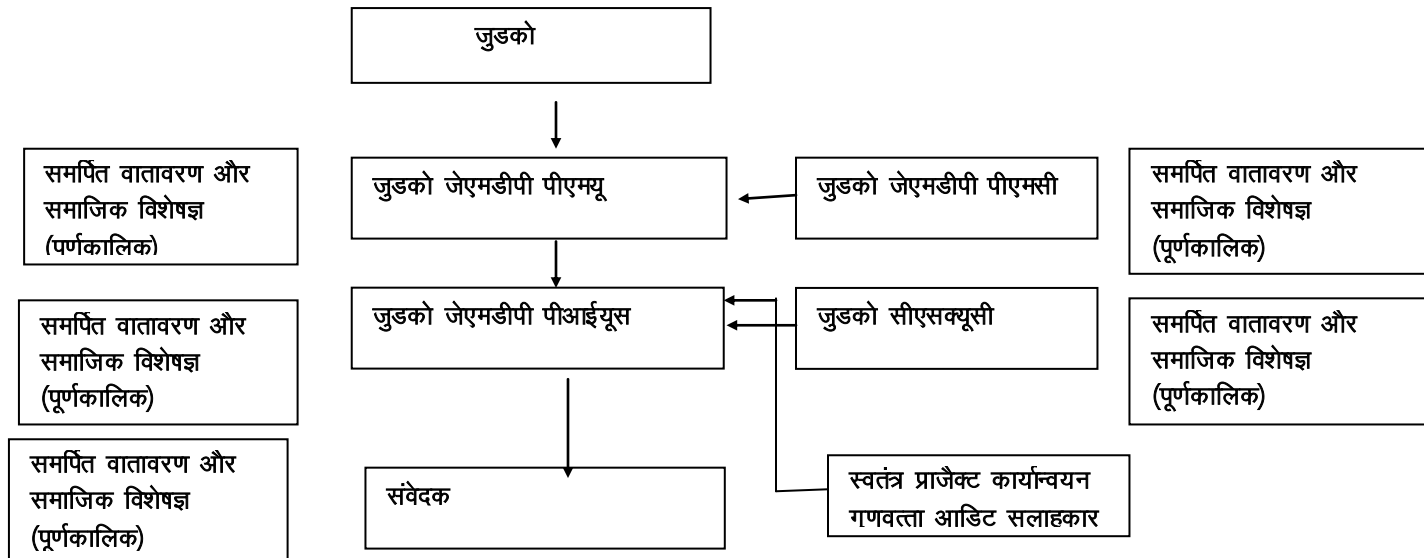 जुडको
समर्पित वातावरण और
समाजिक विशेषज्ञ
(पर्णकालिक)
जुडको जेएमडीपी पीएमयू
जुडको जेएमडीपी पीएमसी
समर्पित वातावरण और
समाजिक विशेषज्ञ
(पूर्णकालिक)
समर्पित वातावरण और
समाजिक विशेषज्ञ
(पूर्णकालिक)
जुडको जेएमडीपी पीआईयूस
जुडको सीएसक्यूसी
समर्पित वातावरण और
समाजिक विशेषज्ञ
(पूर्णकालिक)
समर्पित वातावरण और
समाजिक विशेषज्ञ
(पूर्णकालिक)
संवेदक
स्वतंत्र प्राजैक्ट कार्यान्वयन
गणवत्ता आडिट सलाहकार